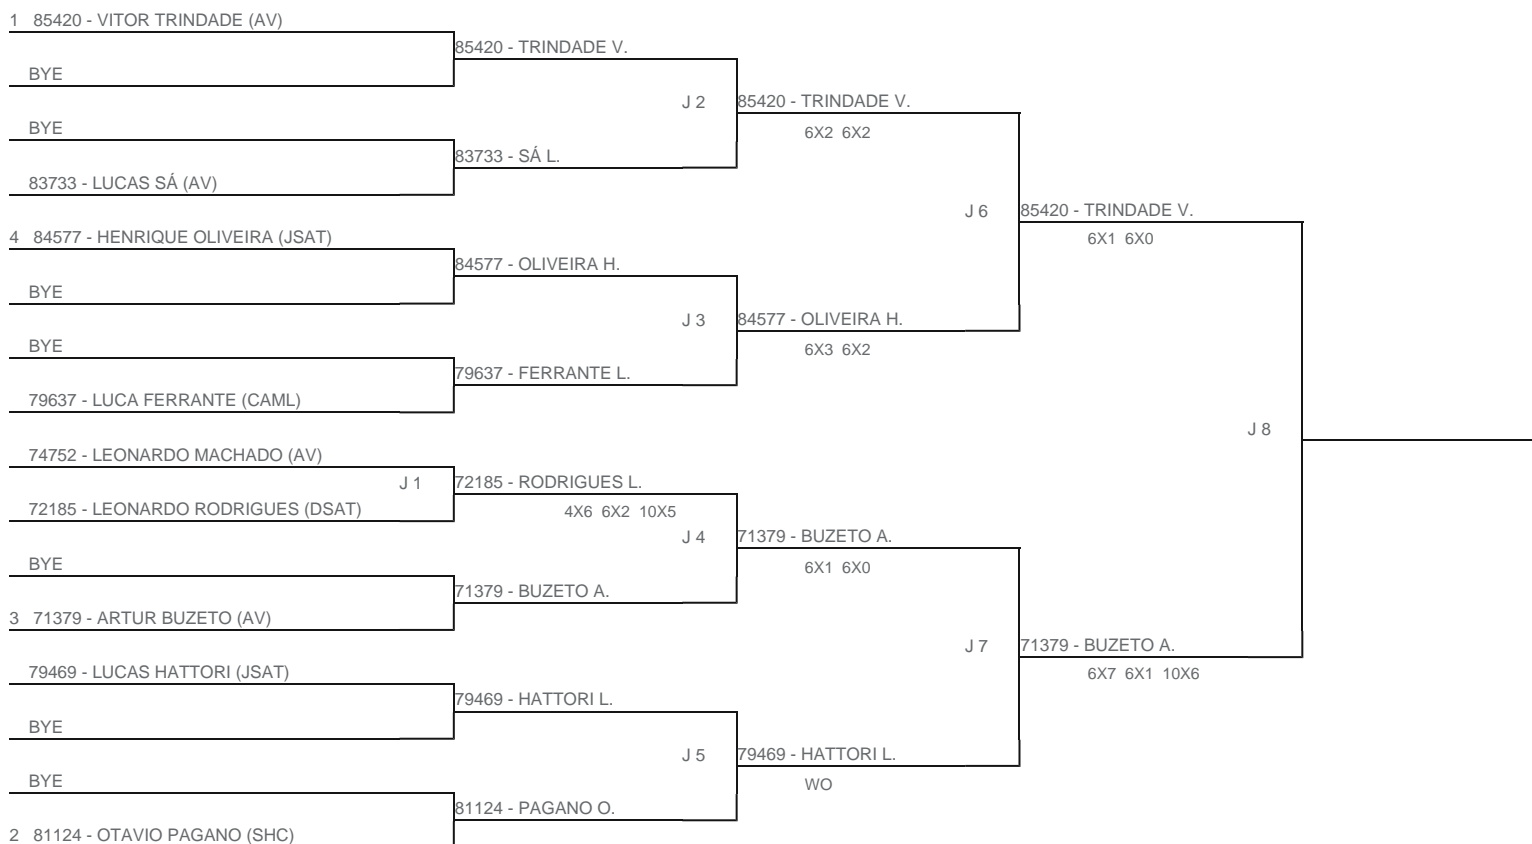 1 85420 - VITOR TRINDADE (AV)
85420 - TRINDADE V.
BYE
J 2
85420 - TRINDADE V.
6X2 6X2
BYE
83733 - SÁ L.
83733 - LUCAS SÁ (AV)
J 6
85420 - TRINDADE V.
6X1 6X0
4 84577 - HENRIQUE OLIVEIRA (JSAT)
84577 - OLIVEIRA H.
BYE
J 3
84577 - OLIVEIRA H.
6X3 6X2
BYE
79637 - FERRANTE L.
79637 - LUCA FERRANTE (CAML)
J 8
74752 - LEONARDO MACHADO (AV)
J 1
72185 - RODRIGUES L.
4X6 6X2 10X5
72185 - LEONARDO RODRIGUES (DSAT)
J 4
71379 - BUZETO A.
6X1 6X0
BYE
71379 - BUZETO A.
3 71379 - ARTUR BUZETO (AV)
J 7
71379 - BUZETO A.
6X7 6X1 10X6
79469 - LUCAS HATTORI (JSAT)
79469 - HATTORI L.
BYE
J 5
79469 - HATTORI L.
WO
BYE
81124 - PAGANO O.
2 81124 - OTAVIO PAGANO (SHC)